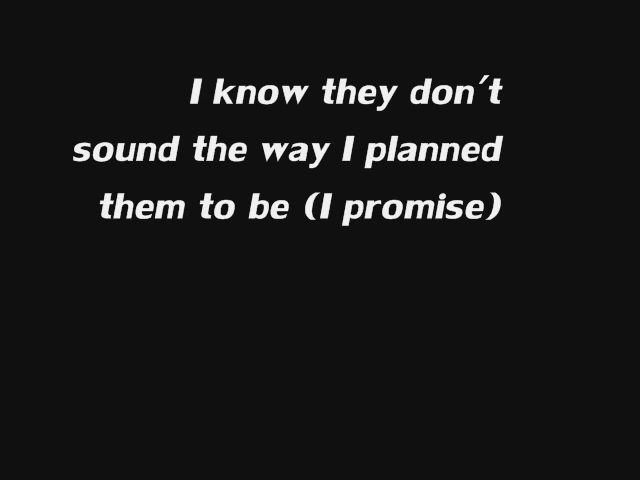 I know they don't
sound the way I planned
them to be (I promise)